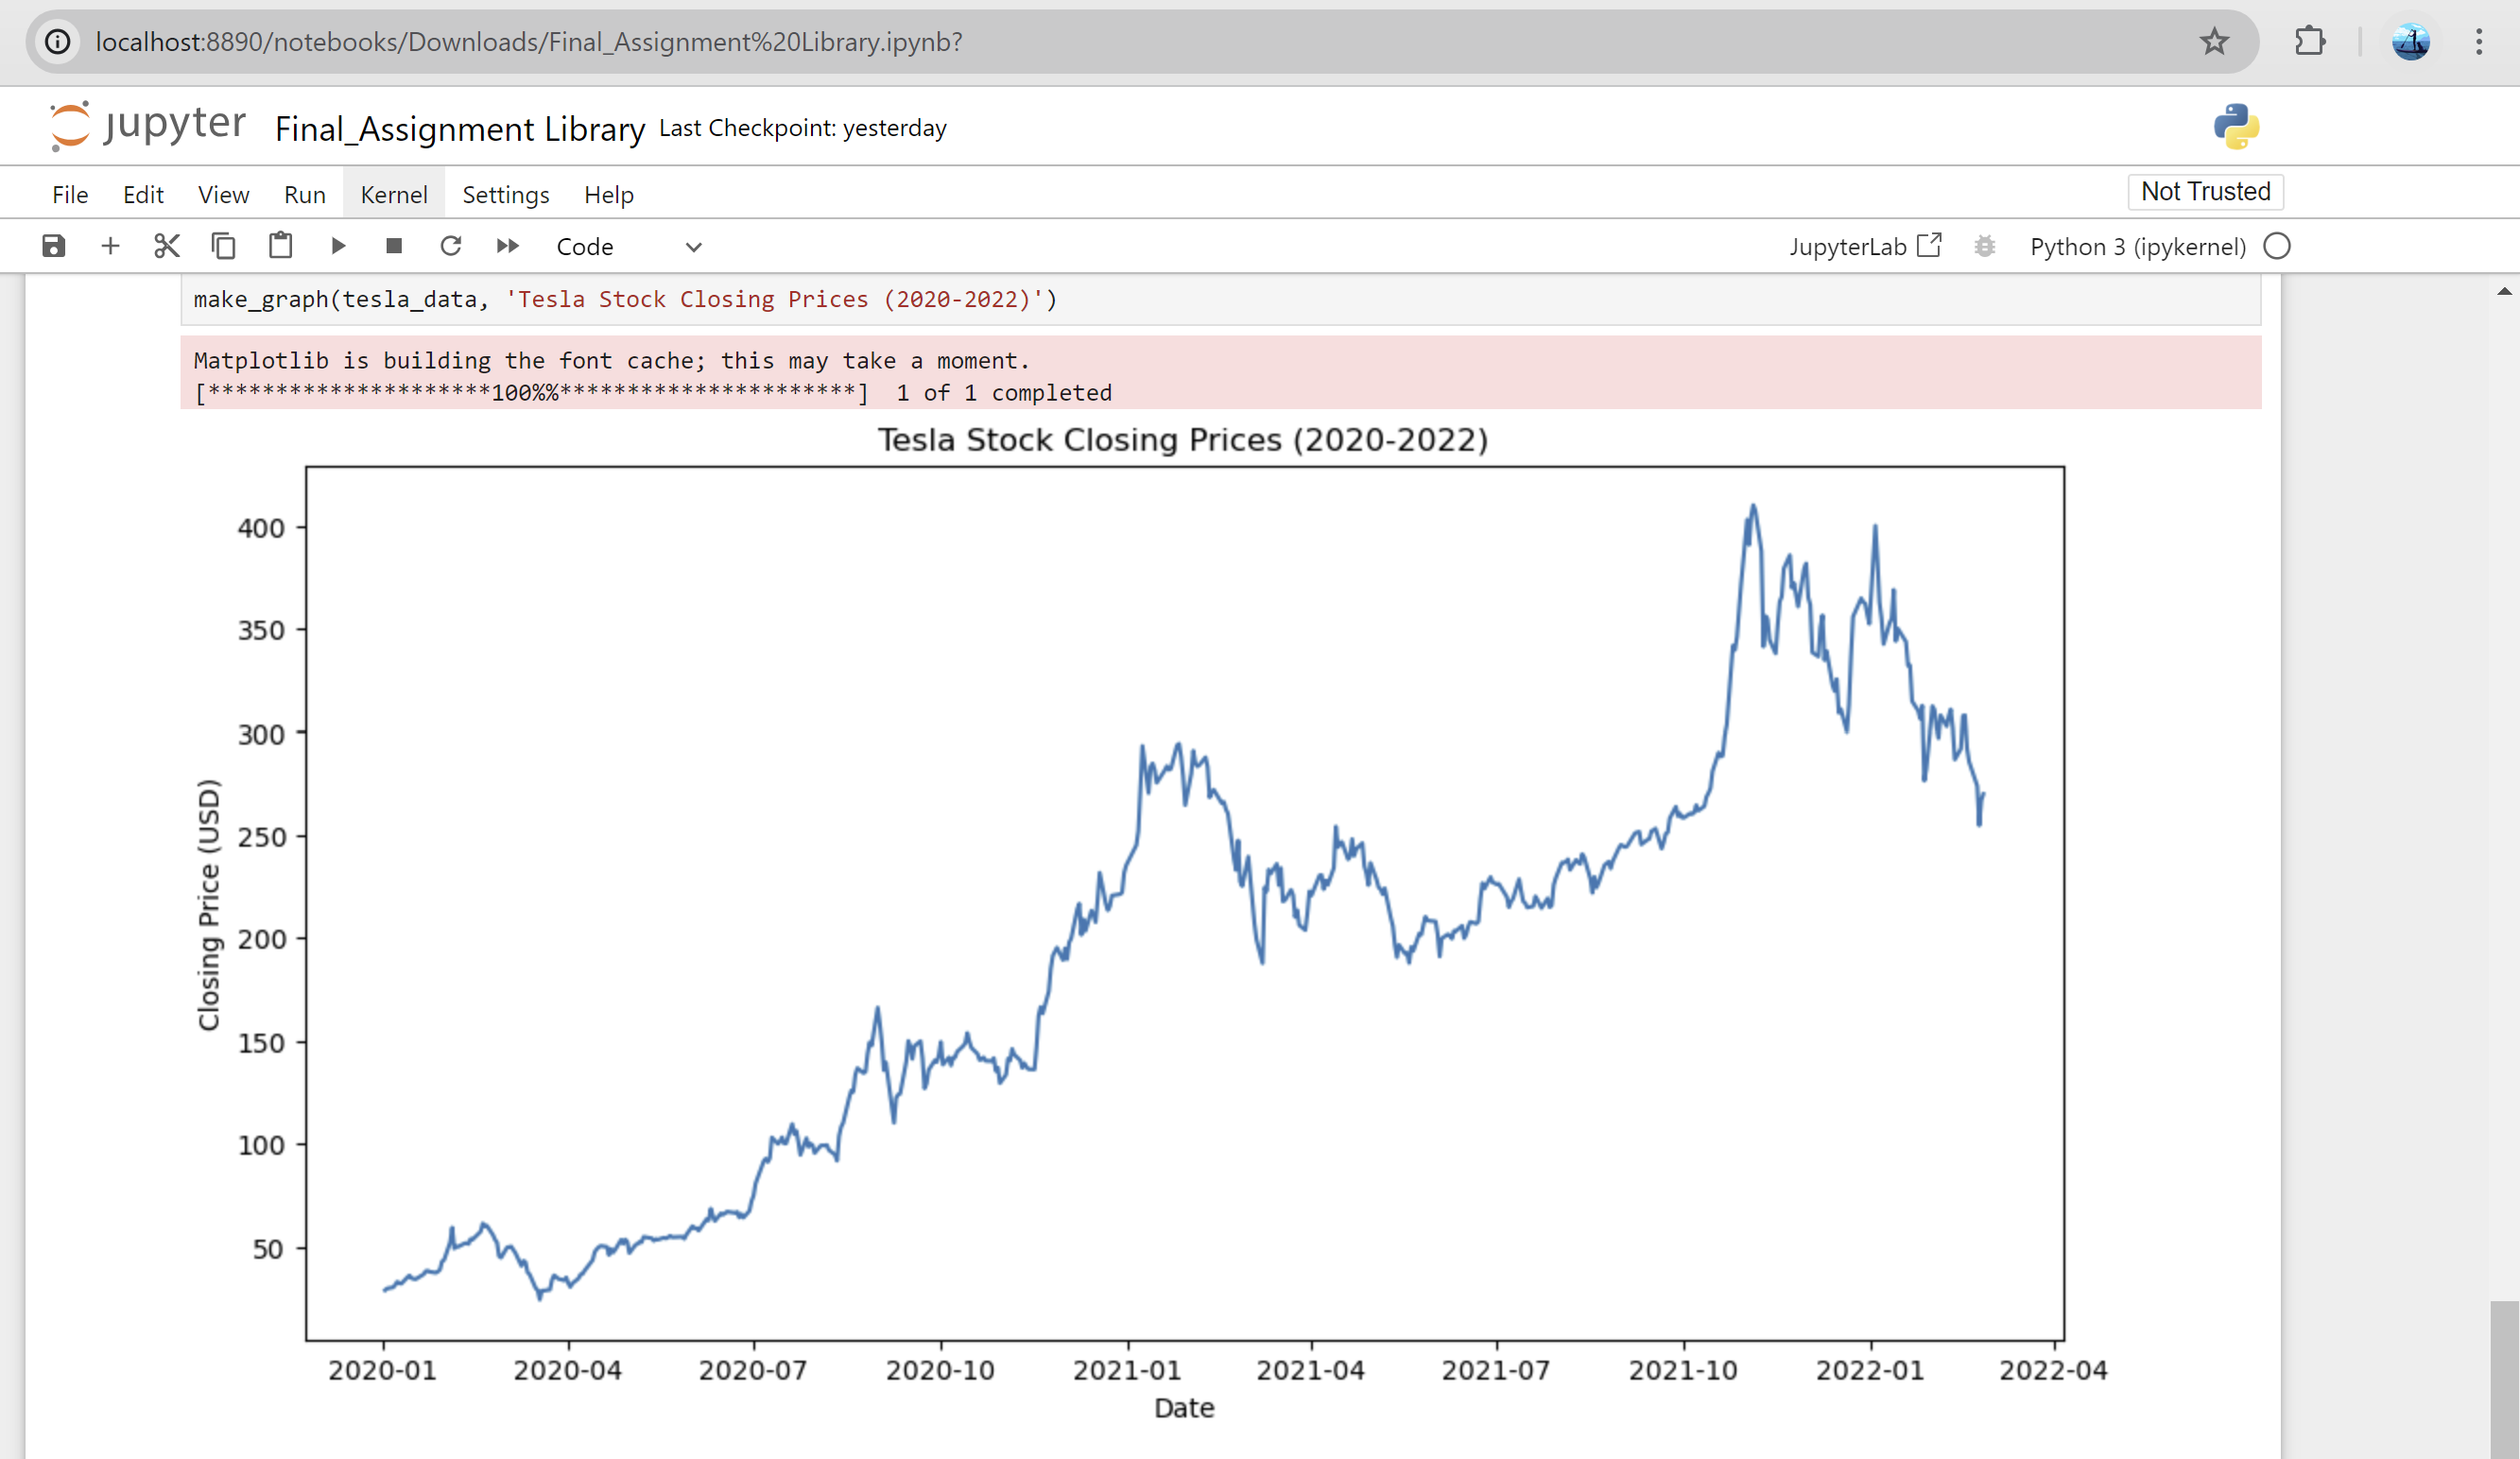 localhost:8890/notebooks/Downloads/Final_Assignment%20Library.ipynb?
jupyter Final_Assignment Library Last Checkpoint: yesterday
File Edit View Run Kernel Settings Help Not Trusted
Code JupyterLab Python 3 (ipykernel)
make_graph(tesla_data, 'Tesla Stock Closing Prices (2020-2022)')
Matplotlib is building the font cache; this may take a moment.
[*********************100%%**********************]  1 of 1 completed
Tesla Stock Closing Prices (2020-2022)
Closing Price (USD)
400
350
300
250
200
150
100
50
2020-01 2020-04 2020-07 2020-10 2021-01 2021-04 2021-07 2021-10 2022-01 2022-04
Date